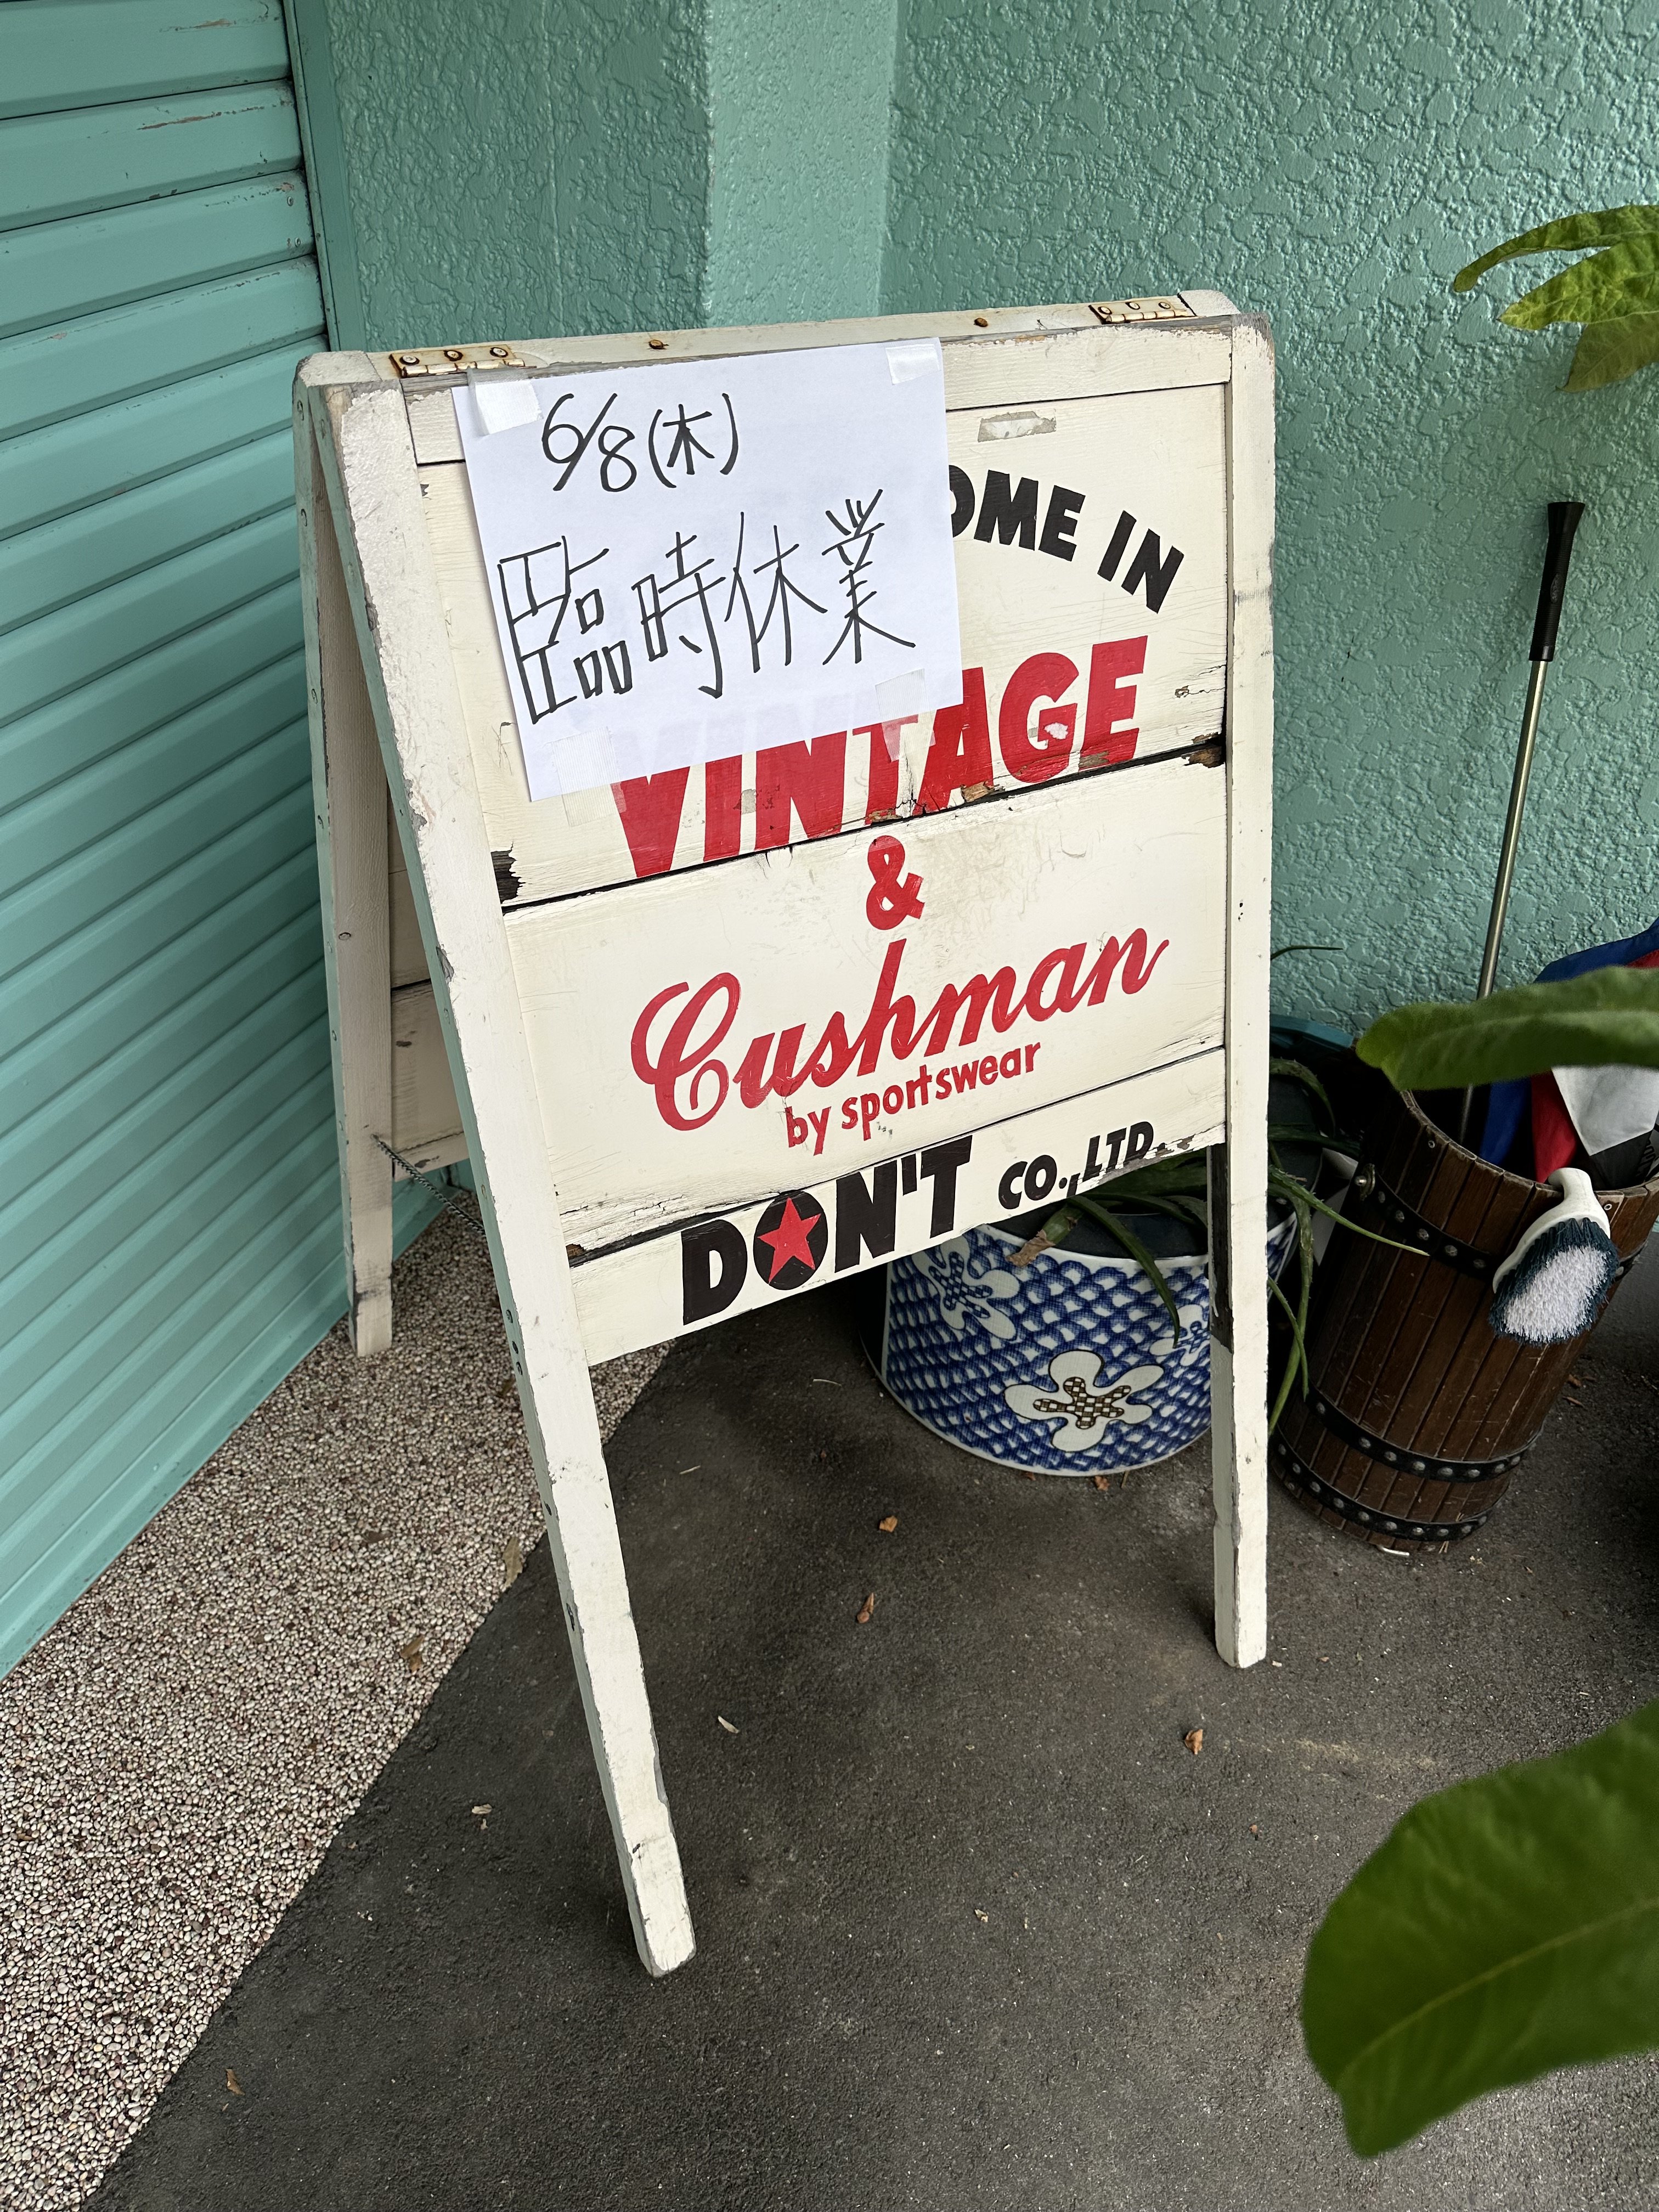 6/8(木)
臨時休業
OME IN
VINTAGE
&
Cushman
by sportswear
DON'T CO.,LTD.